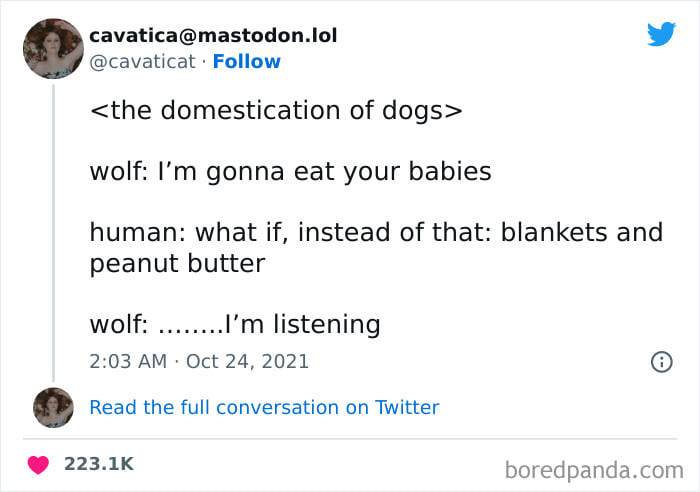 cavatica@mastodon.lol
@cavaticat · Follow
<the domestication of dogs>
wolf: I’m gonna eat your babies
human: what if, instead of that: blankets and
peanut butter
wolf: ........I’m listening
2:03 AM · Oct 24, 2021
Read the full conversation on Twitter
223.1K
boredpanda.com